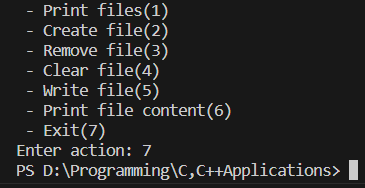 - Print files(1)
- Create file(2)
- Remove file(3)
- Clear file(4)
- Write file(5)
- Print file content(6)
- Exit(7)
Enter action: 7
PS D:\Programming\C,C++Applications>